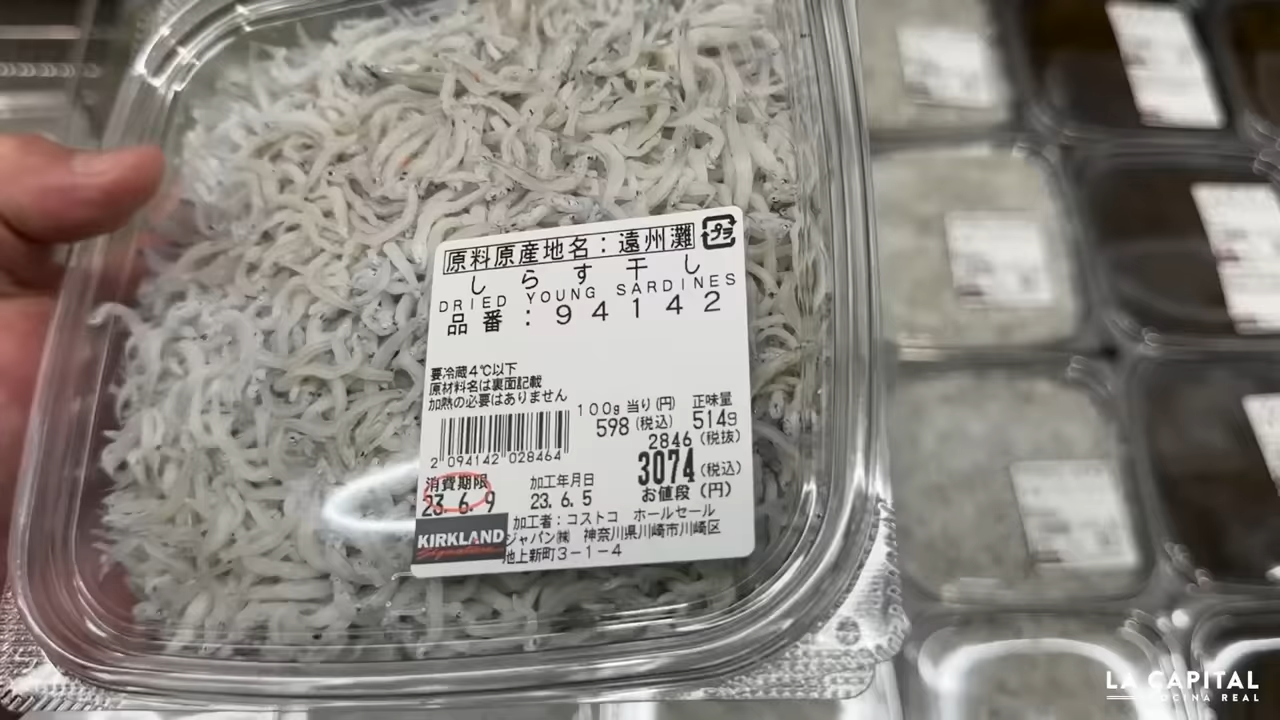 原料原産地名：遠州灘
プラ
しらす干し
DRIED YOUNG SARDINES
品番：94142
要冷蔵4℃以下
原材料名は裏面記載
加熱の必要はありません
100g当り(円) 正味量
598(税込) 514g
2846(税抜)
2 094142 028464
3074(税込)
お値段(円)
消費期限 加工年月日
23.6.9 23.6.5
KIRKLAND
Signature
加工者：コストコ ホールセール
ジャパン㈱ 神奈川県川崎市川崎区
池上新町3-1-4
LA CAPITAL
COCINA REAL